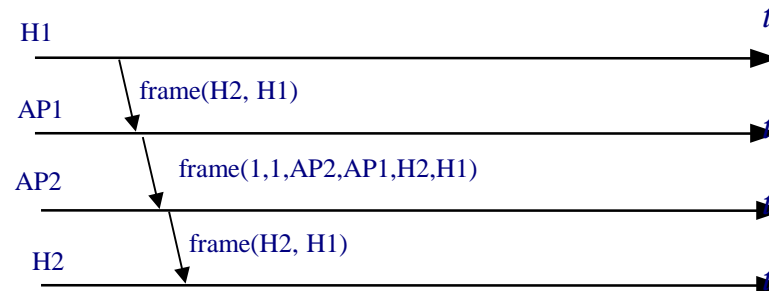 t
H1
frame(H2, H1)
AP1
t
frame(1,1,AP2,AP1,H2,H1)
AP2
t
frame(H2, H1)
H2
t